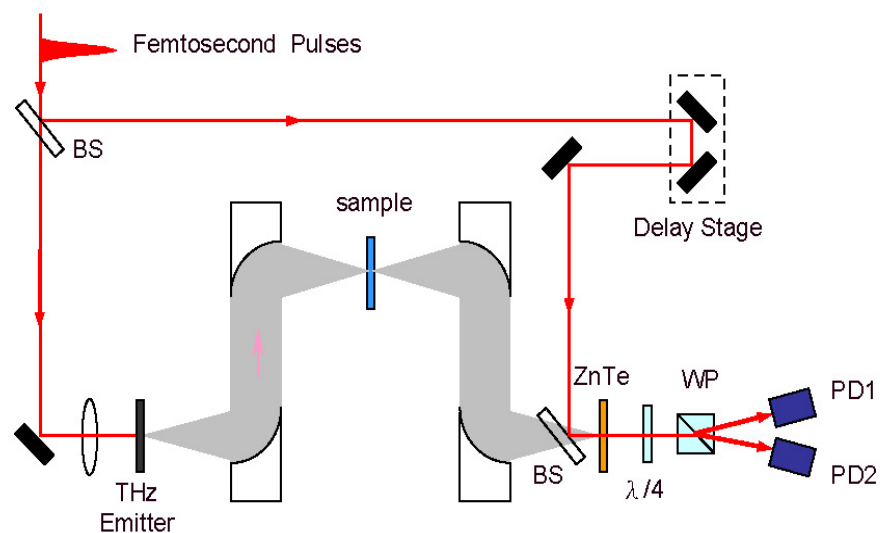 Femtosecond Pulses
BS
sample
Delay Stage
ZnTe
WP
PD1
BS
λ/4
PD2
THz
Emitter